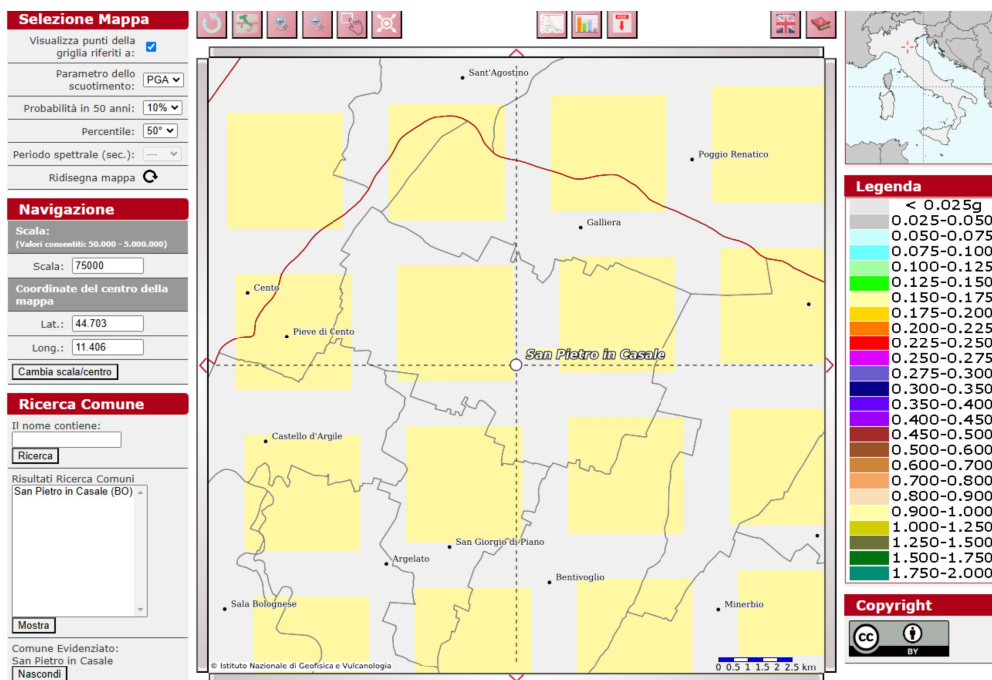 Selezione Mappa
Visualizza punti della
griglia riferiti a:
Parametro dello
scuotimento:
PGA
Probabilità in 50 anni:
10%
Percentile:
50°
Periodo spettrale (sec.):
---
Ridisegna mappa
Navigazione
Scala:
(Valori consentiti: 50.000 - 5.000.000)
Scala:
75000
Coordinate del centro della
mappa
Lat.:
44.703
Long.:
11.406
Cambia scala/centro
Ricerca Comune
Il nome contiene:
Ricerca
Risultati Ricerca Comuni
San Pietro in Casale (BO)
Mostra
Comune Evidenziato:
San Pietro in Casale
Nascondi
Sant'Agostino
Poggio Renatico
Galliera
Cento
Pieve di Cento
San Pietro in Casale
Castello d'Argile
San Giorgio di Piano
Argelato
Bentivoglio
Sala Bolognese
Minerbio
© Istituto Nazionale di Geofisica e Vulcanologia
0 0.5 1 1.5 2 2.5 km
Legenda
< 0.025g
0.025-0.050
0.050-0.075
0.075-0.100
0.100-0.125
0.125-0.150
0.150-0.175
0.175-0.200
0.200-0.225
0.225-0.250
0.250-0.275
0.275-0.300
0.300-0.350
0.350-0.400
0.400-0.450
0.450-0.500
0.500-0.600
0.600-0.700
0.700-0.800
0.800-0.900
0.900-1.000
1.000-1.250
1.250-1.500
1.500-1.750
1.750-2.000
Copyright
cc
BY